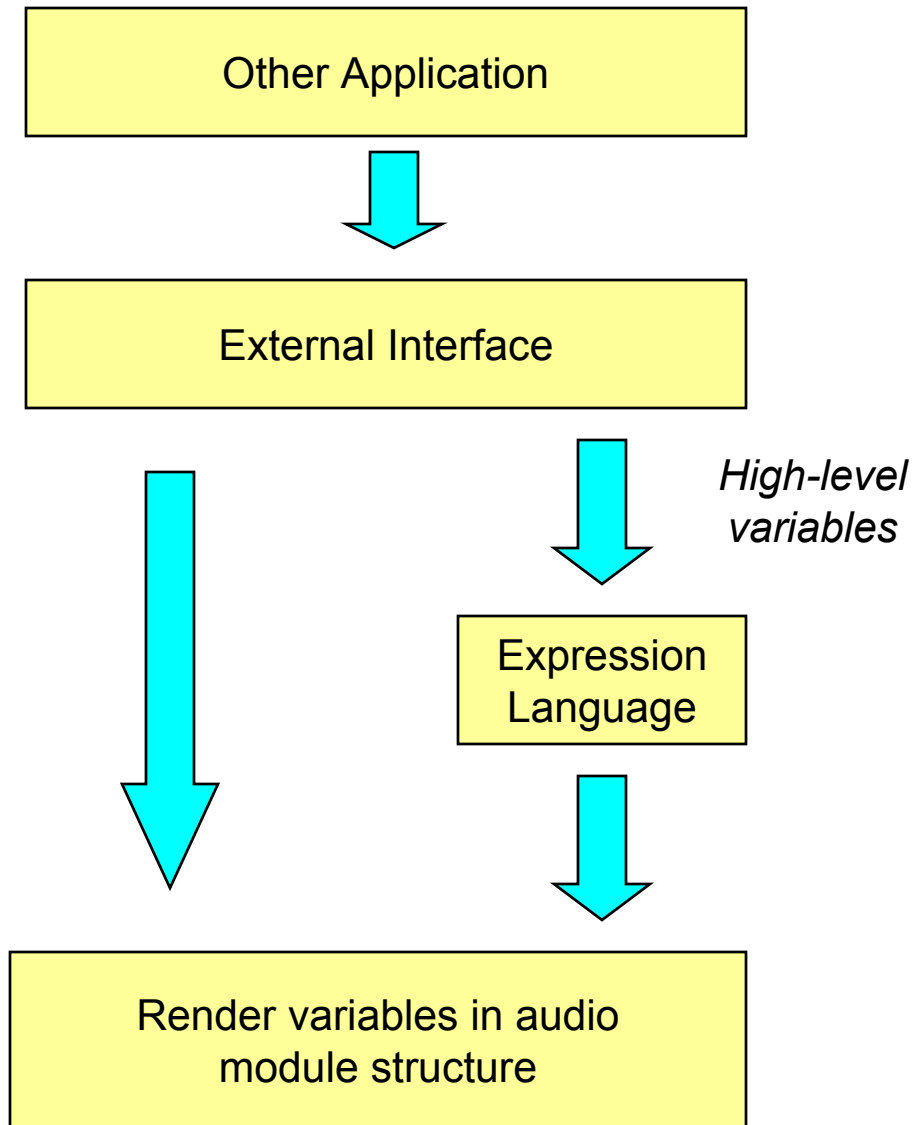 Other Application
External Interface
High-level
variables
Expression
Language
Render variables in audio
module structure